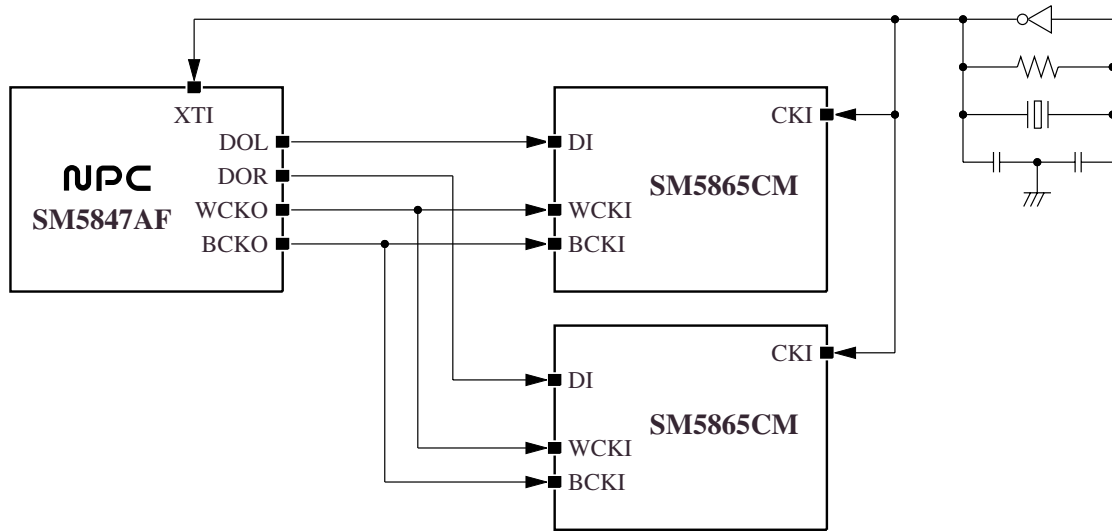 XTI
DOL
DOR
WCKO
BCKO
NPC
SM5847AF
CKI
DI
SM5865CM
WCKI
BCKI
CKI
DI
SM5865CM
WCKI
BCKI